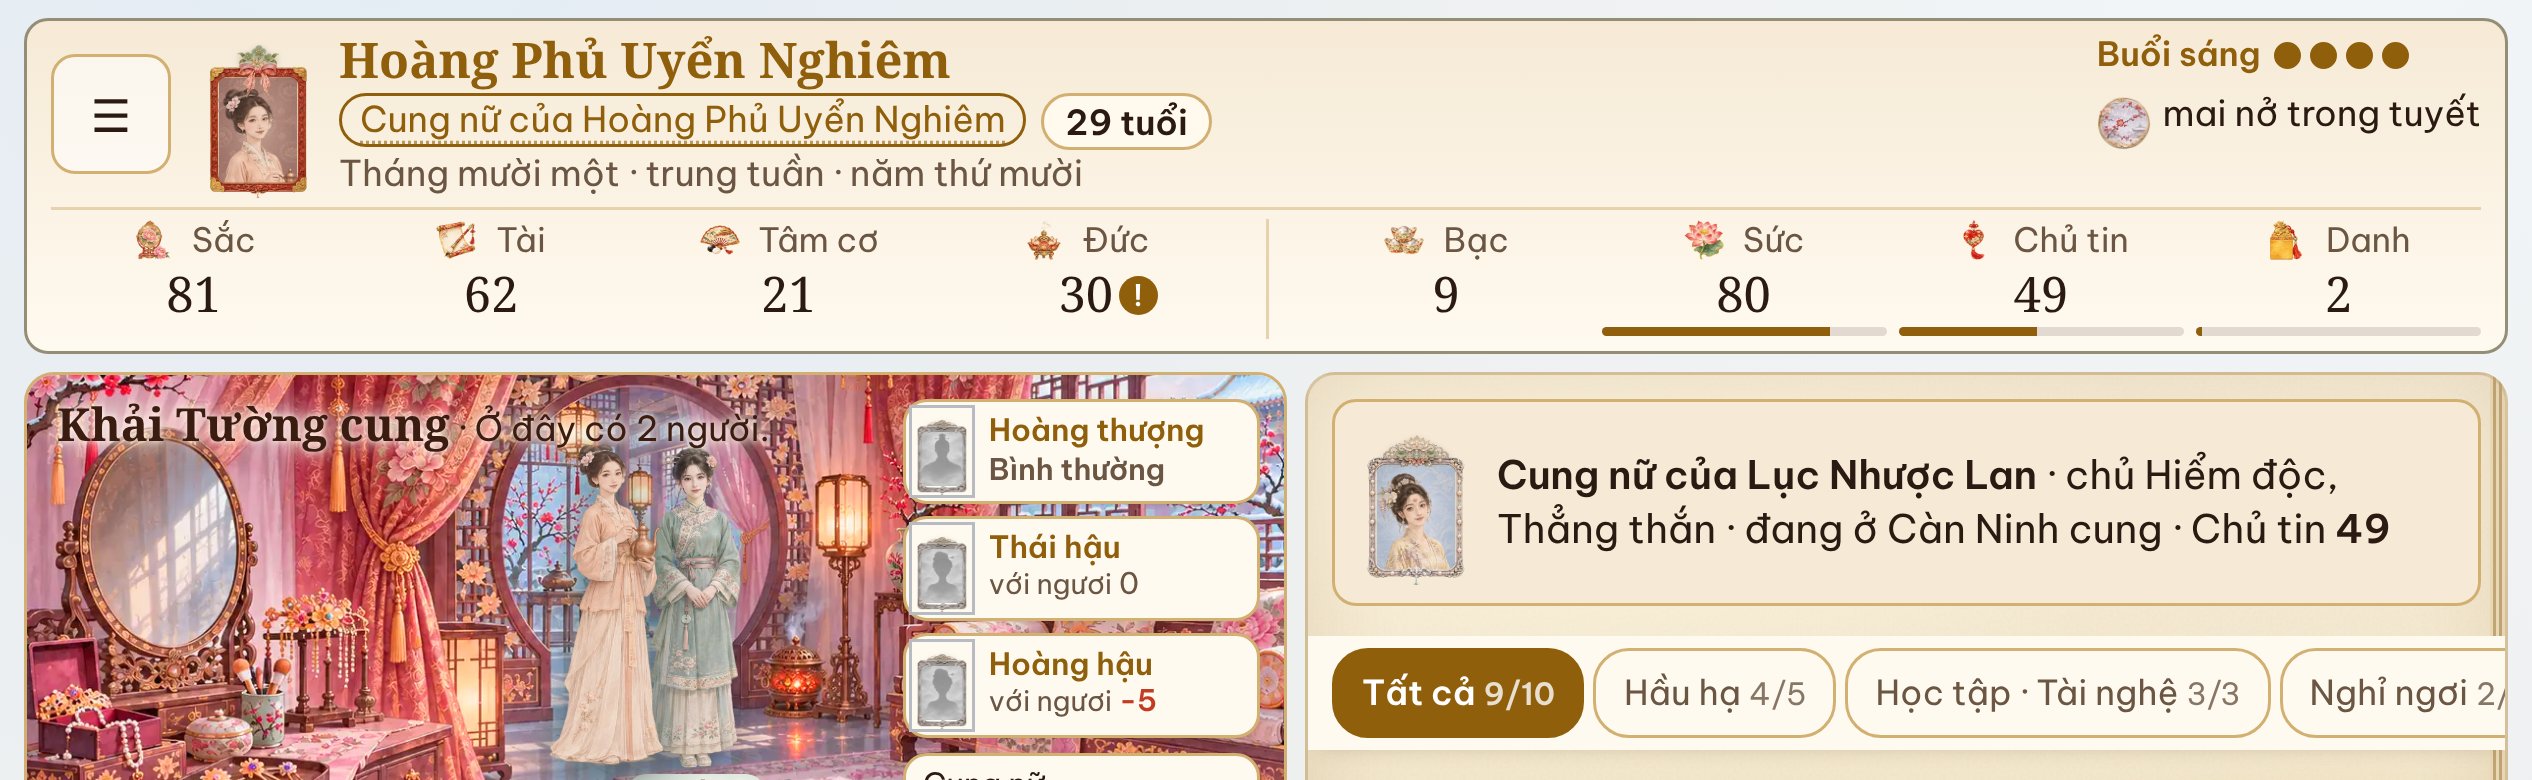 ☰
Hoàng Phủ Uyển Nghiêm
Cung nữ của Hoàng Phủ Uyển Nghiêm
29 tuổi
Tháng mười một · trung tuần · năm thứ mười
Buổi sáng
mai nở trong tuyết
Sắc
81
Tài
62
Tâm cơ
21
Đức
30 !
Bạc
9
Sức
80
Chủ tin
49
Danh
2
Khải Tường cung · Ở đây có 2 người.
Hoàng thượng
Bình thường
Thái hậu
với ngươi 0
Hoàng hậu
với ngươi -5
Cung nữ
Cung nữ của Lục Nhược Lan · chủ Hiểm độc,
Thẳng thắn · đang ở Càn Ninh cung · Chủ tin 49
Tất cả 9/10
Hầu hạ 4/5
Học tập · Tài nghệ 3/3
Nghỉ ngơi 2/